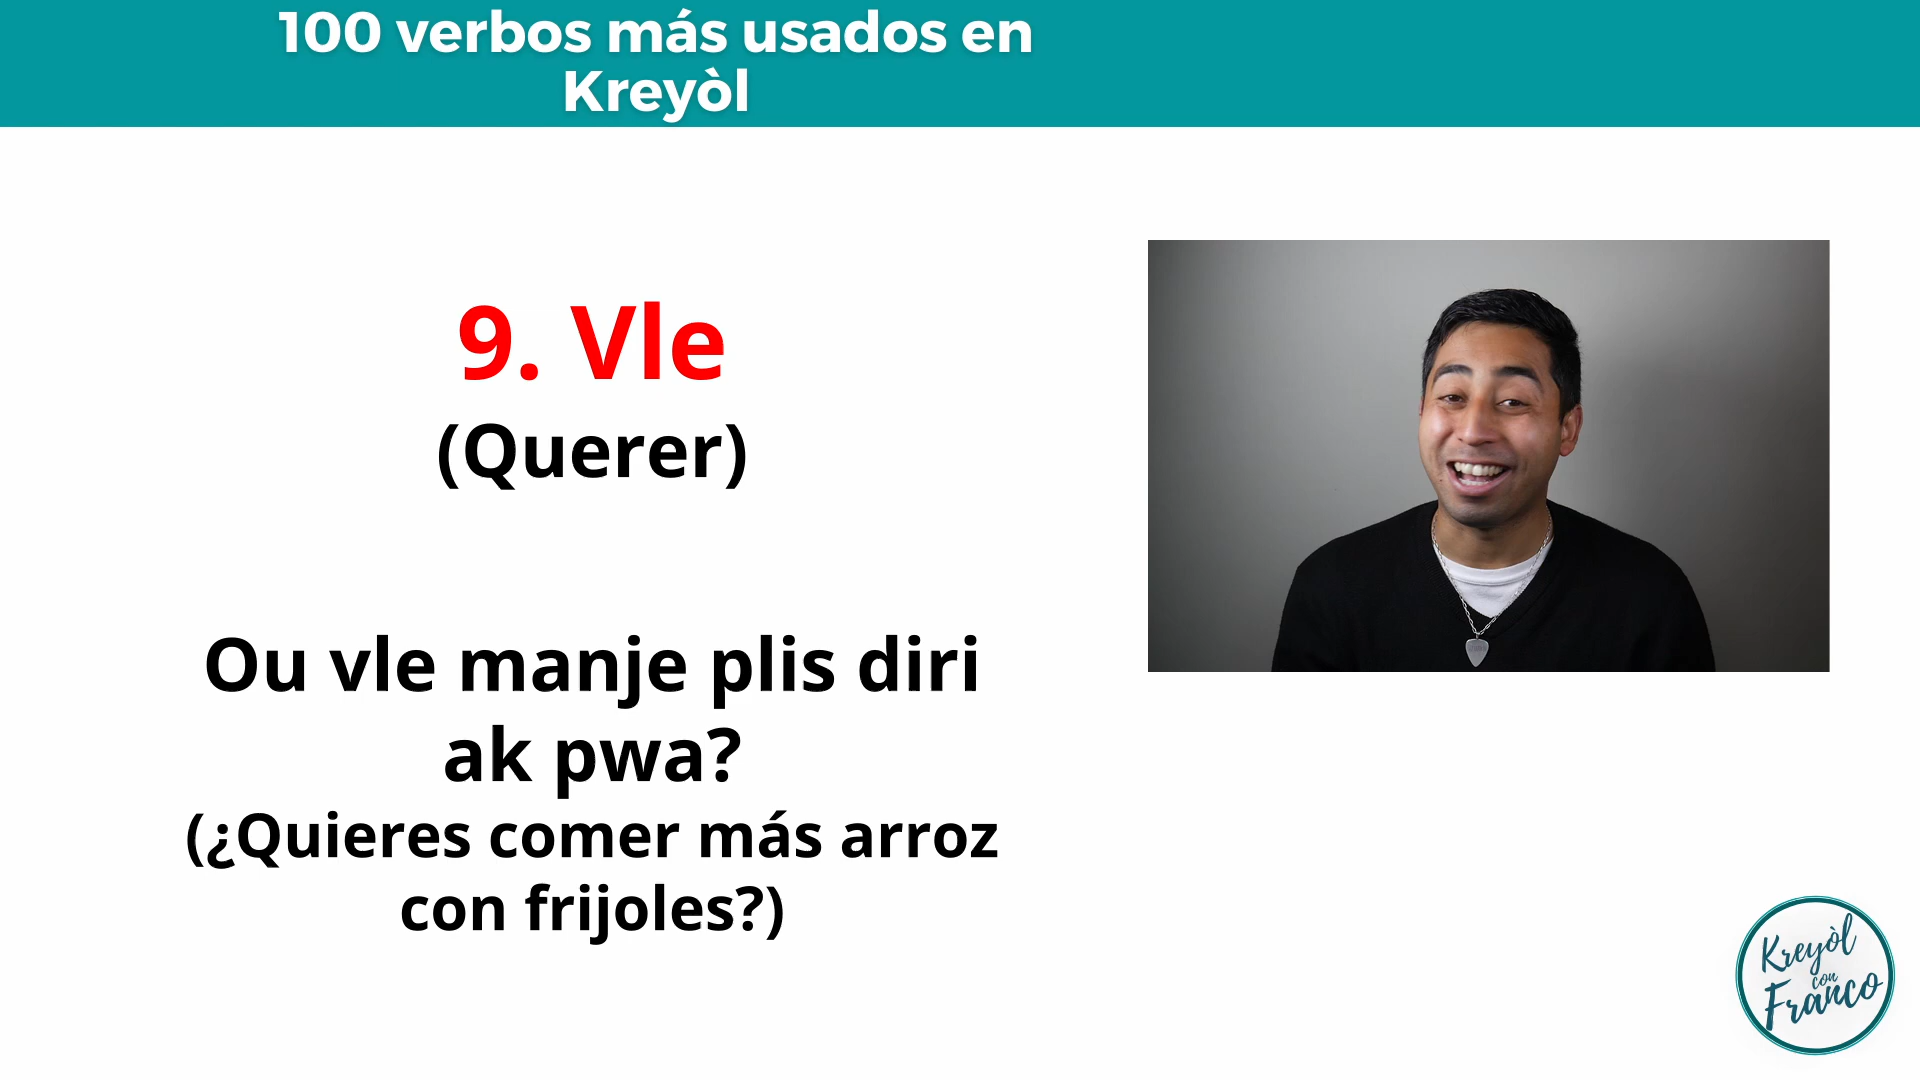 100 verbos más usados en
Kreyòl
9. Vle
(Querer)
Ou vle manje plis diri
ak pwa?
(¿Quieres comer más arroz
con frijoles?)
Kreyòl
con
Franco